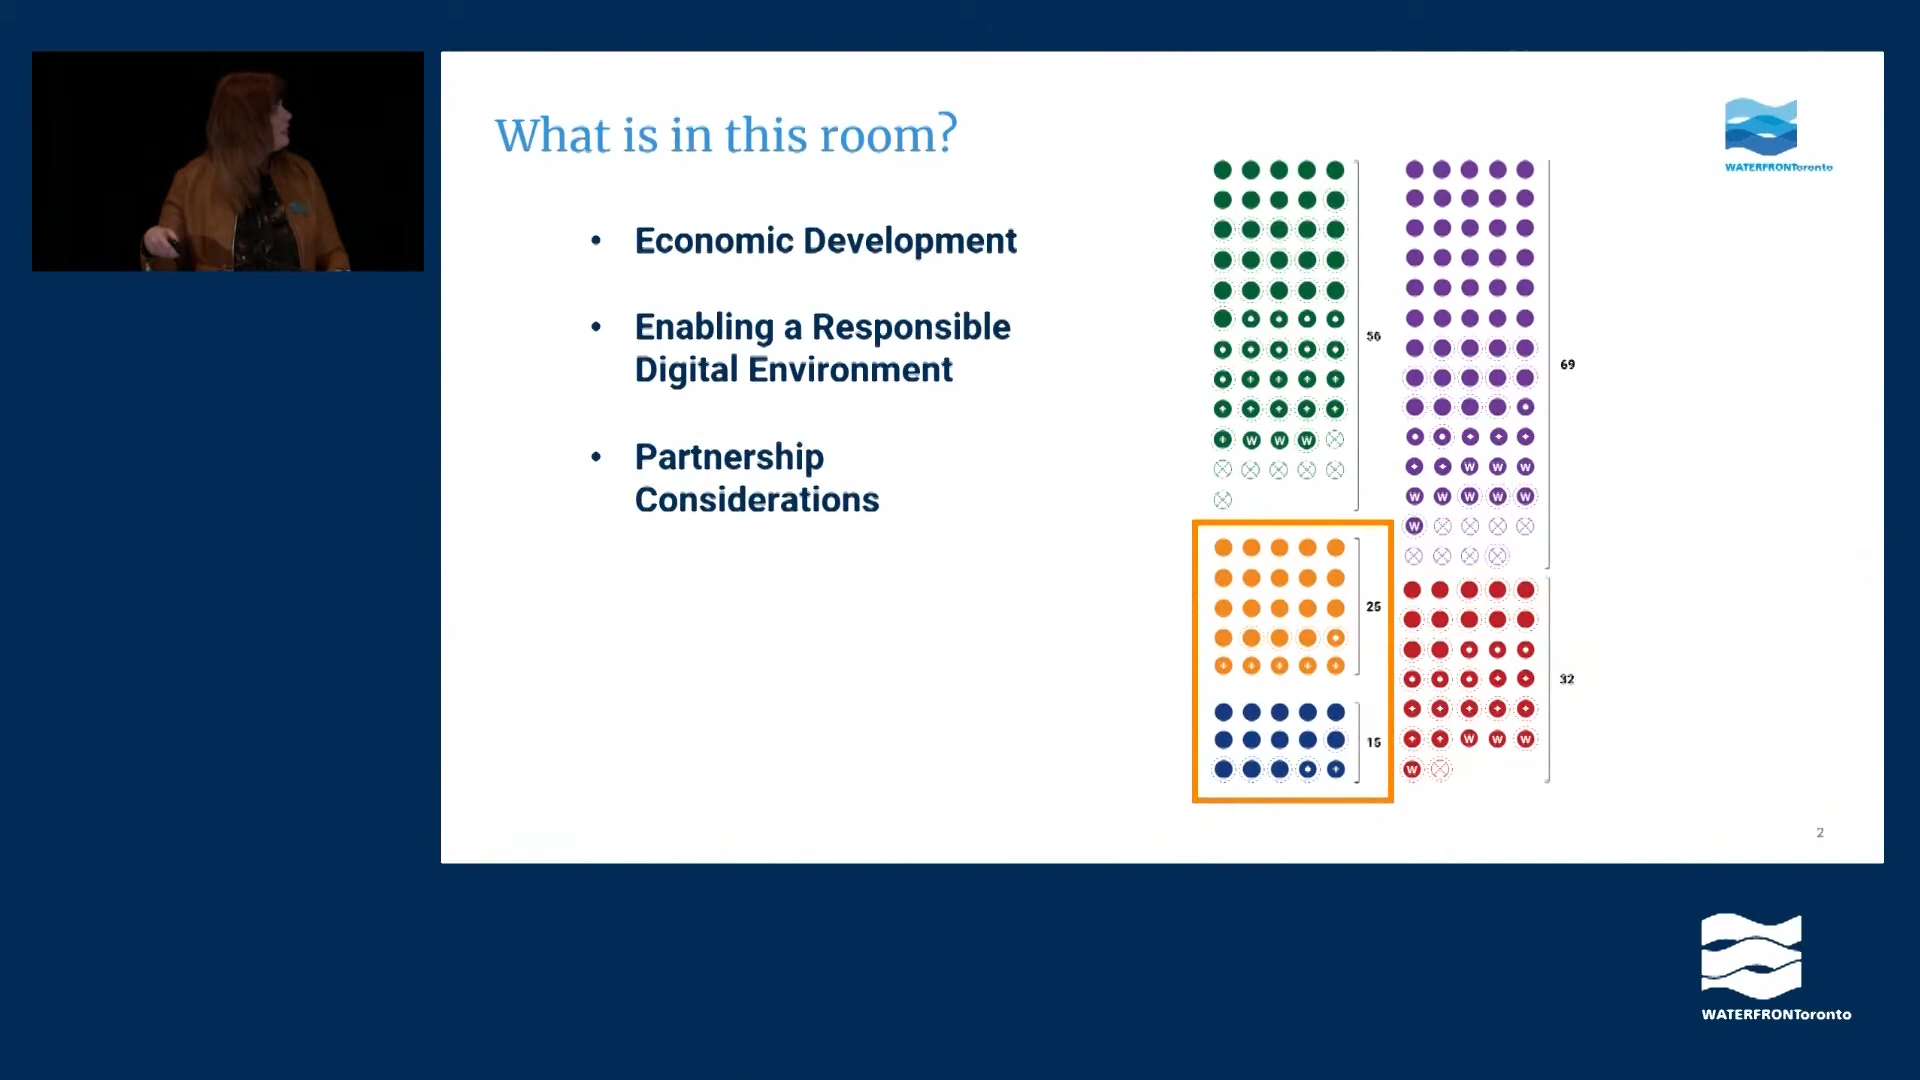 What is in this room?
WATERFRONToronto
• Economic Development
• Enabling a Responsible
Digital Environment
• Partnership
Considerations
56
W W W
25
15
69
W W W
W W W W W
W
32
W W W
W
2
WATERFRONToronto